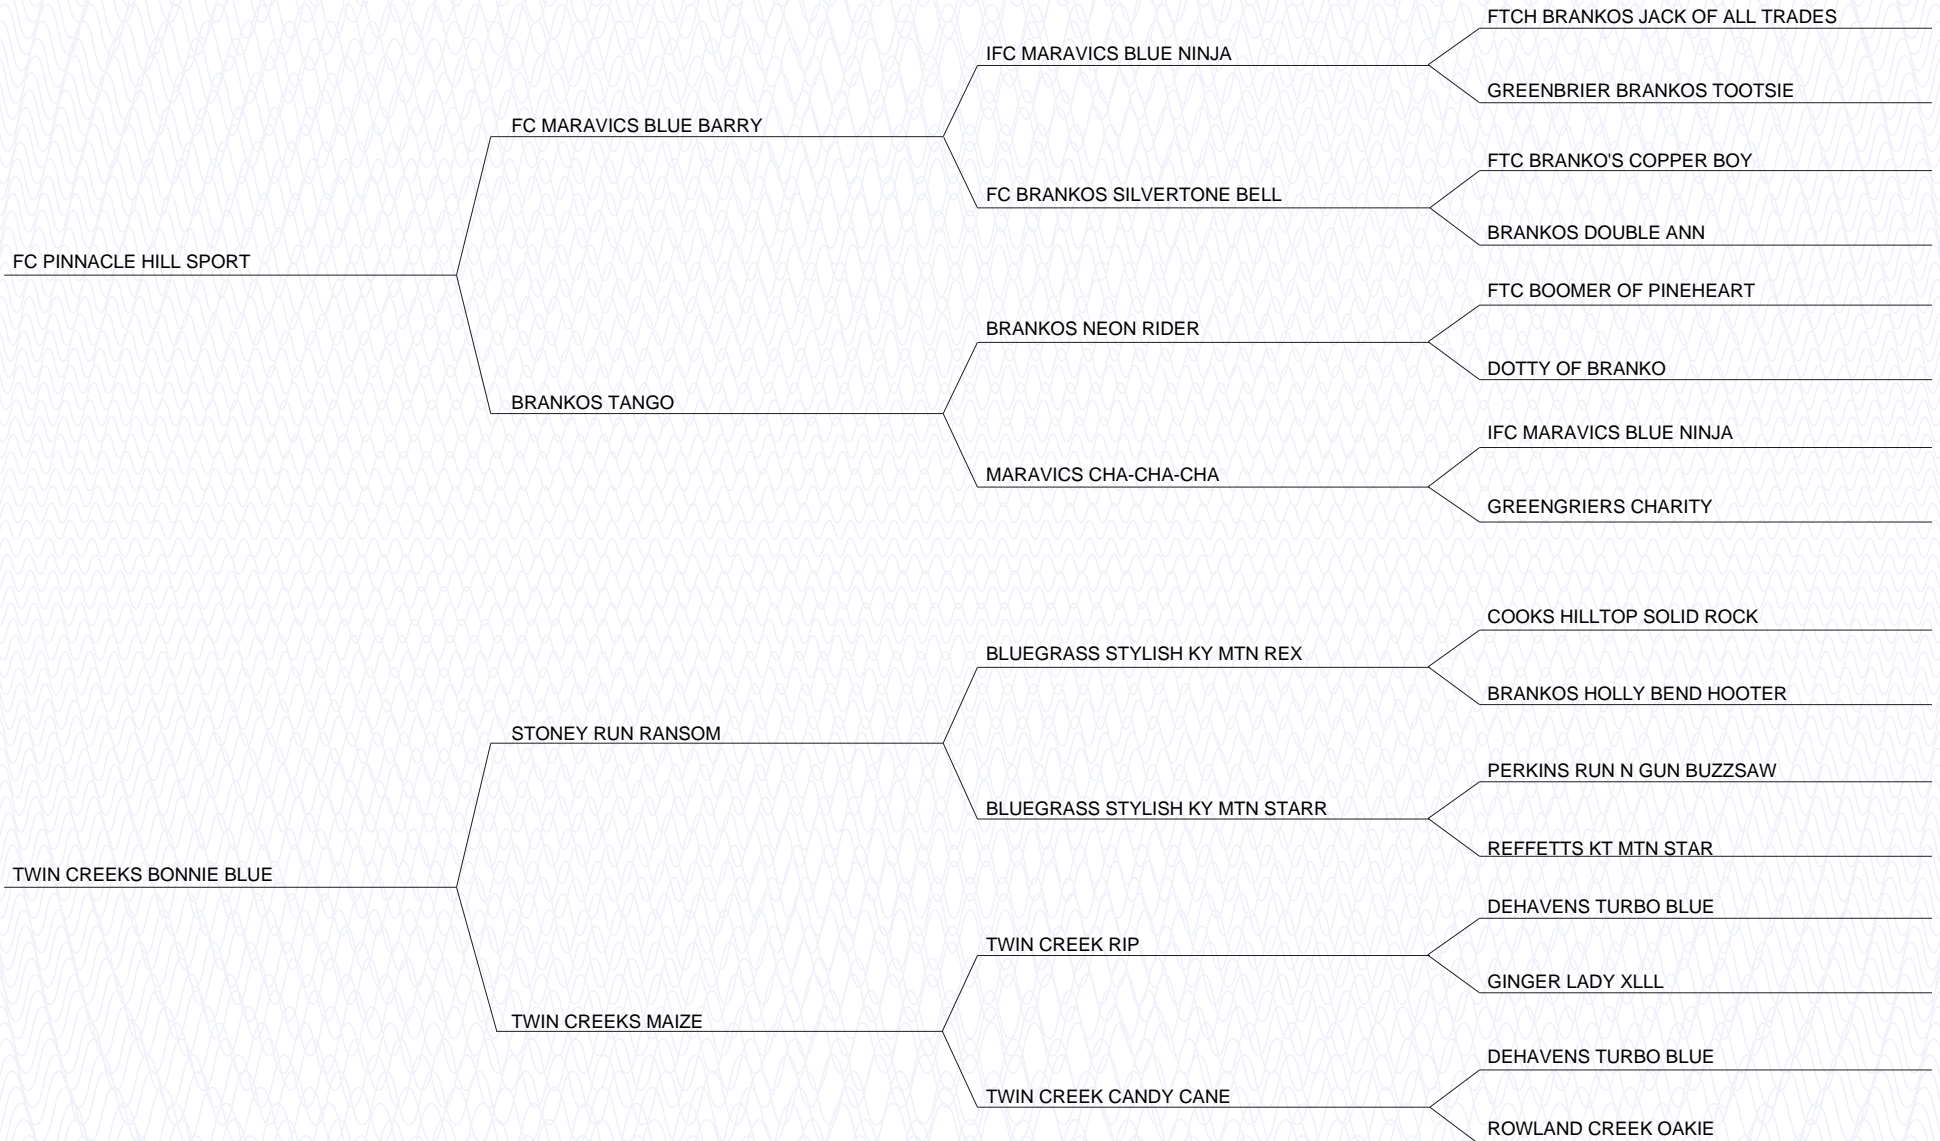 FTCH BRANKOS JACK OF ALL TRADES
IFC MARAVICS BLUE NINJA
GREENBRIER BRANKOS TOOTSIE
FC MARAVICS BLUE BARRY
FTC BRANKO'S COPPER BOY
FC BRANKOS SILVERTONE BELL
BRANKOS DOUBLE ANN
FC PINNACLE HILL SPORT
FTC BOOMER OF PINEHEART
BRANKOS NEON RIDER
DOTTY OF BRANKO
BRANKOS TANGO
IFC MARAVICS BLUE NINJA
MARAVICS CHA-CHA-CHA
GREENGRIERS CHARITY
COOKS HILLTOP SOLID ROCK
BLUEGRASS STYLISH KY MTN REX
BRANKOS HOLLY BEND HOOTER
STONEY RUN RANSOM
PERKINS RUN N GUN BUZZSAW
BLUEGRASS STYLISH KY MTN STARR
REFFETTS KT MTN STAR
TWIN CREEKS BONNIE BLUE
DEHAVENS TURBO BLUE
TWIN CREEK RIP
GINGER LADY XLLL
TWIN CREEKS MAIZE
DEHAVENS TURBO BLUE
TWIN CREEK CANDY CANE
ROWLAND CREEK OAKIE